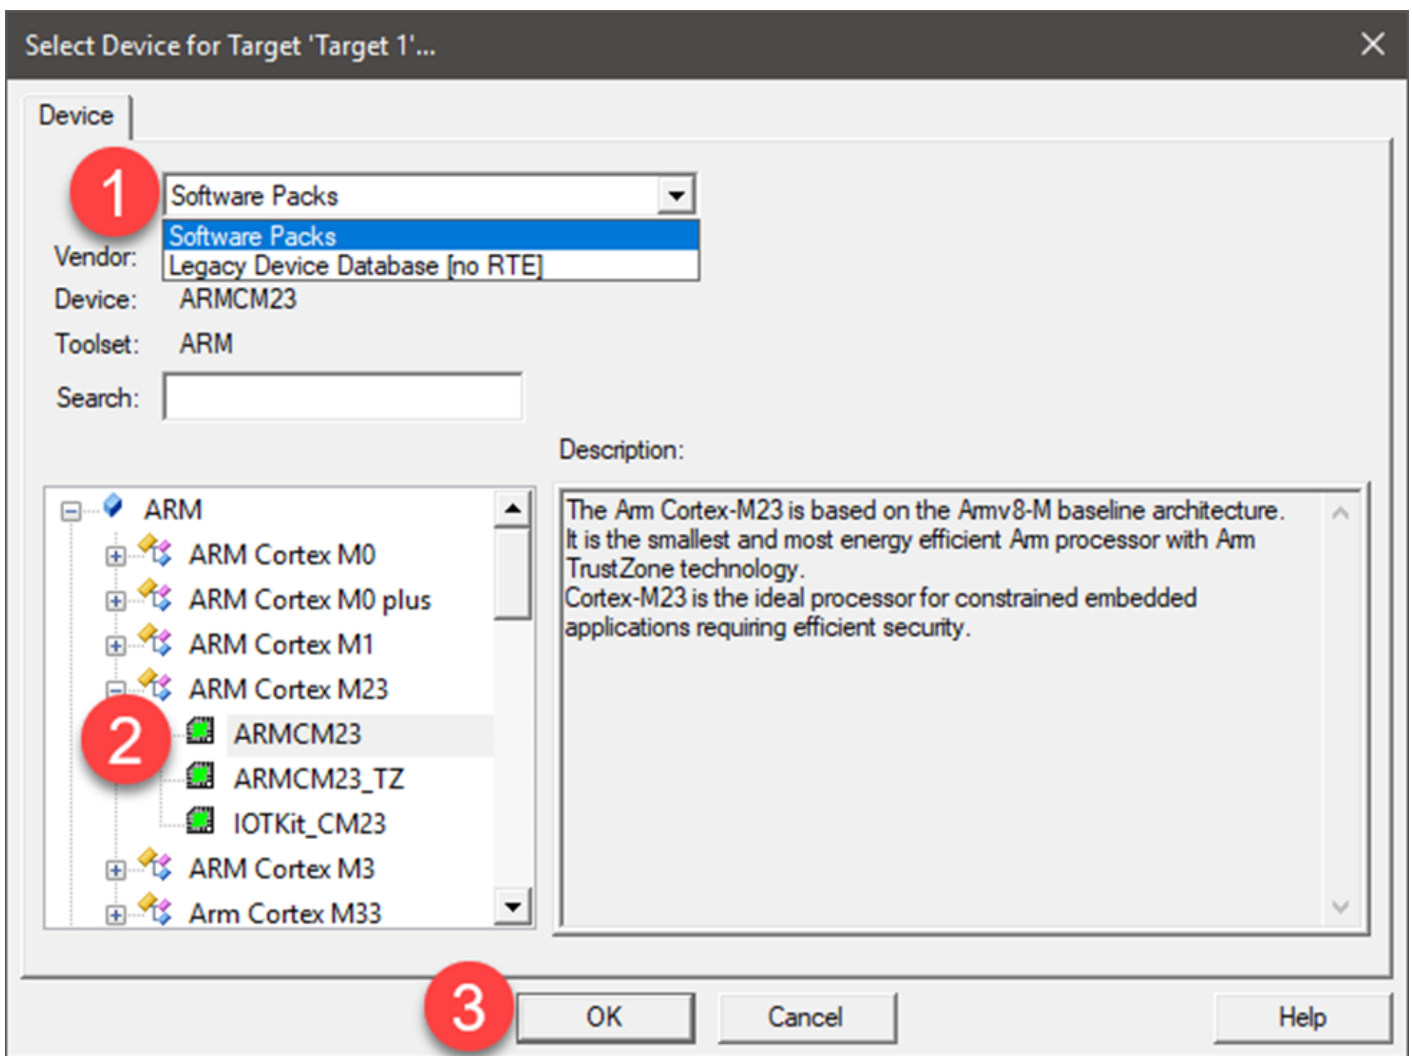 Select Device for Target 'Target 1'...
Device
1
Software Packs
Software Packs
Legacy Device Database [no RTE]
Vendor:
Device: ARMCM23
Toolset: ARM
Search:
Description:
ARM
ARM Cortex M0
ARM Cortex M0 plus
ARM Cortex M1
ARM Cortex M23
2
ARMCM23
ARMCM23_TZ
IOTKit_CM23
ARM Cortex M3
Arm Cortex M33
The Arm Cortex-M23 is based on the Armv8-M baseline architecture.
It is the smallest and most energy efficient Arm processor with Arm
TrustZone technology.
Cortex-M23 is the ideal processor for constrained embedded
applications requiring efficient security.
3
OK
Cancel
Help